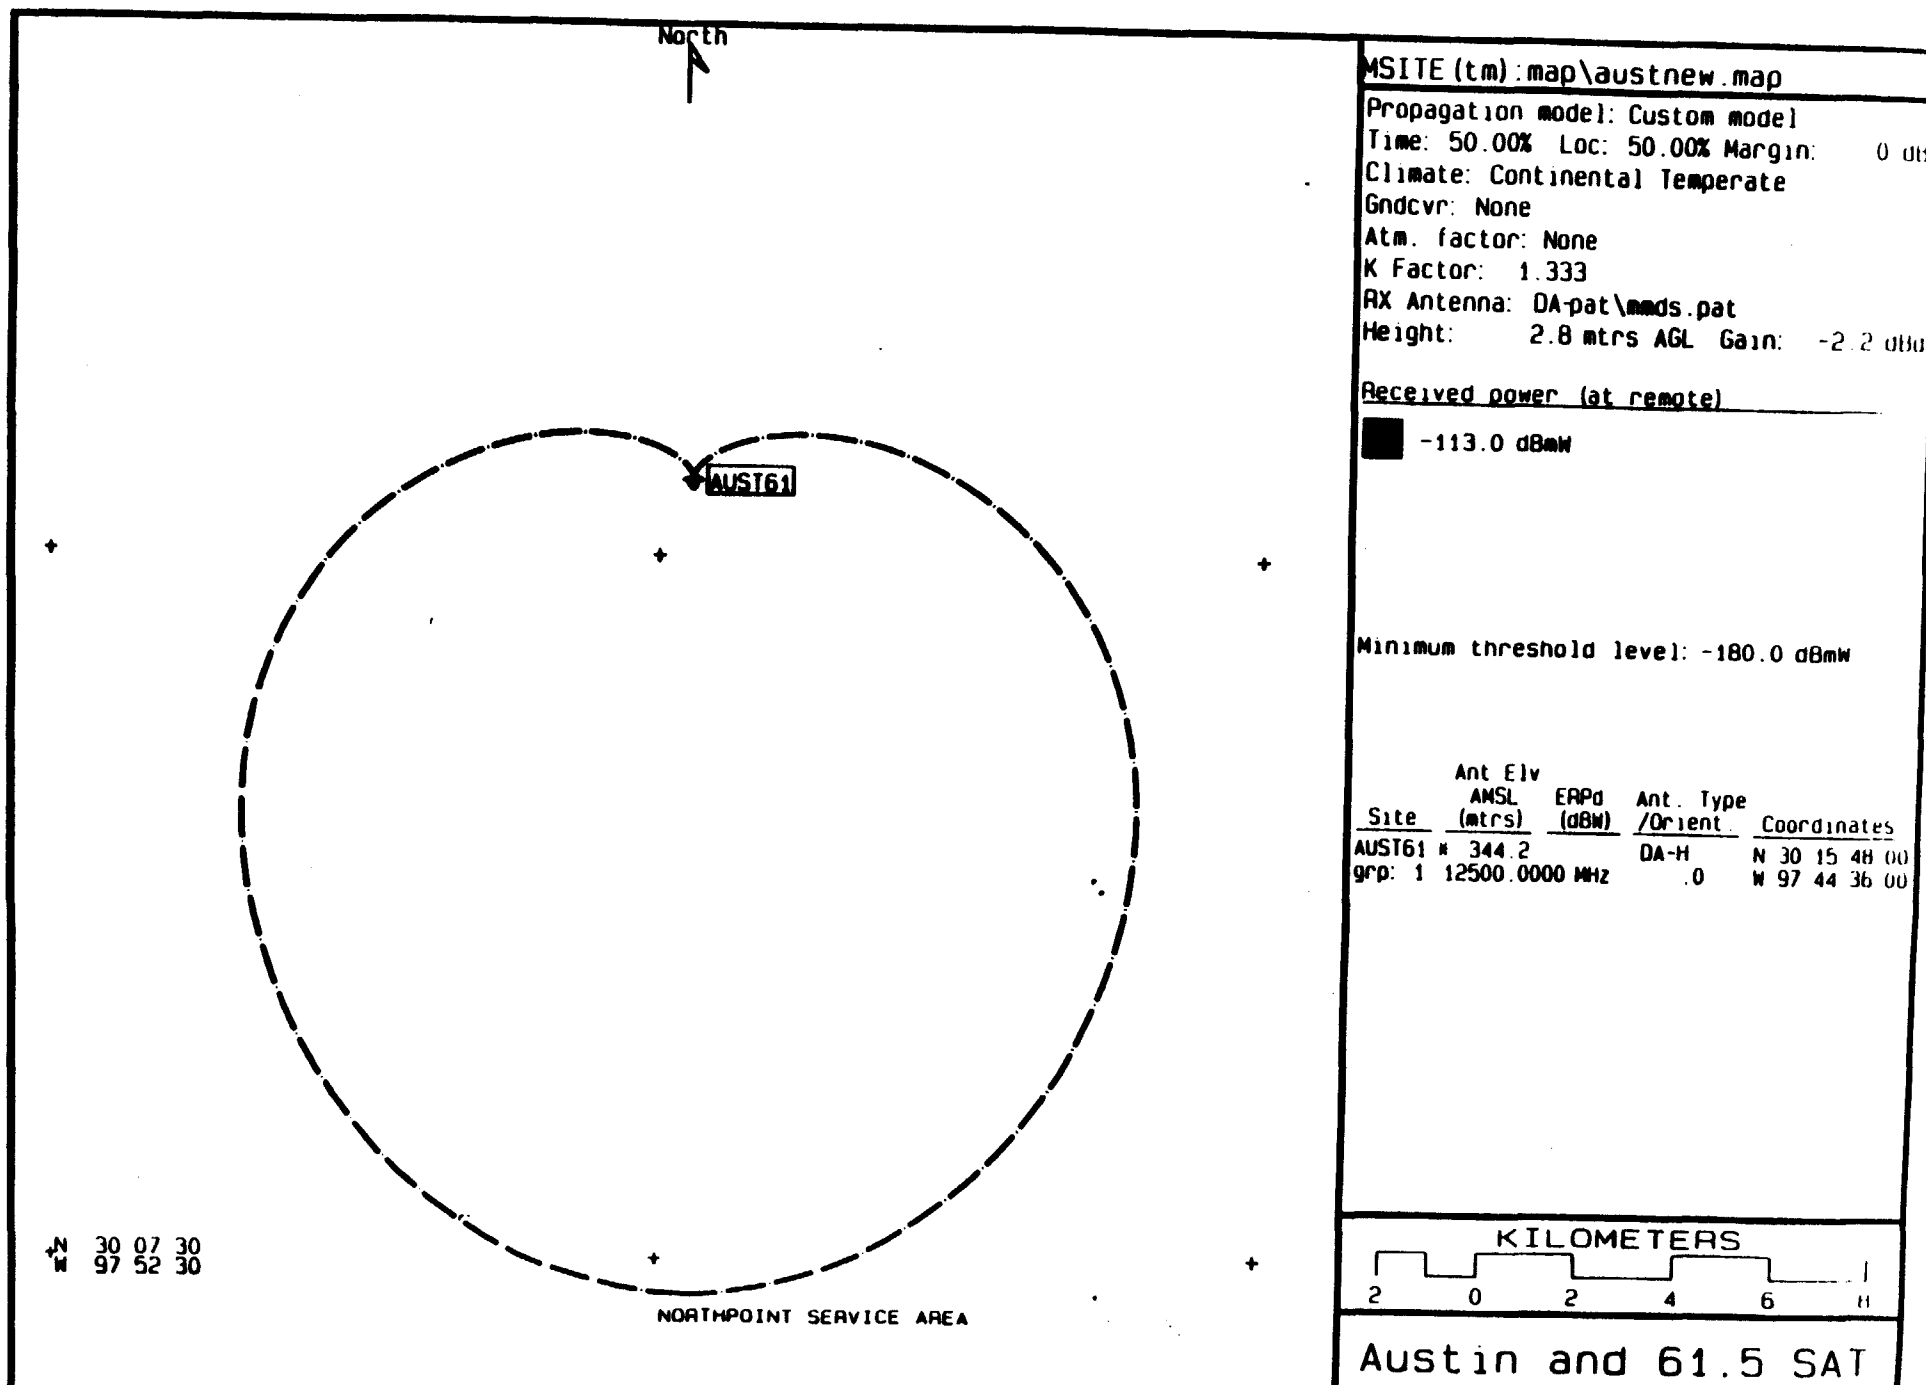 North
AUST61
N 30 07 30
W 97 52 30
NORTHPOINT SERVICE AREA
MSITE (tm) : map\austnew.map
Propagation model: Custom model
Time: 50.00% Loc: 50.00% Margin: 0
Climate: Continental Temperate
Gndcvr: None
Atm. factor: None
K Factor: 1.333
RX Antenna: DA-pat\mmds.pat
Height: 2.8 mtrs AGL Gain: -2.2 dBd
Received power (at remote)
-113.0 dBmW
Minimum threshold level: -180.0 dBmW
Ant Elv
AMSL ERPd Ant. Type
Site (mtrs) (dBW) /Orient. Coordinates
AUST61 * 344.2 DA-H N 30 15 48 00
grp: 1 12500.0000 MHz .0 W 97 44 36 00
KILOMETERS
2 0 2 4 6 8
Austin and 61.5 SAT